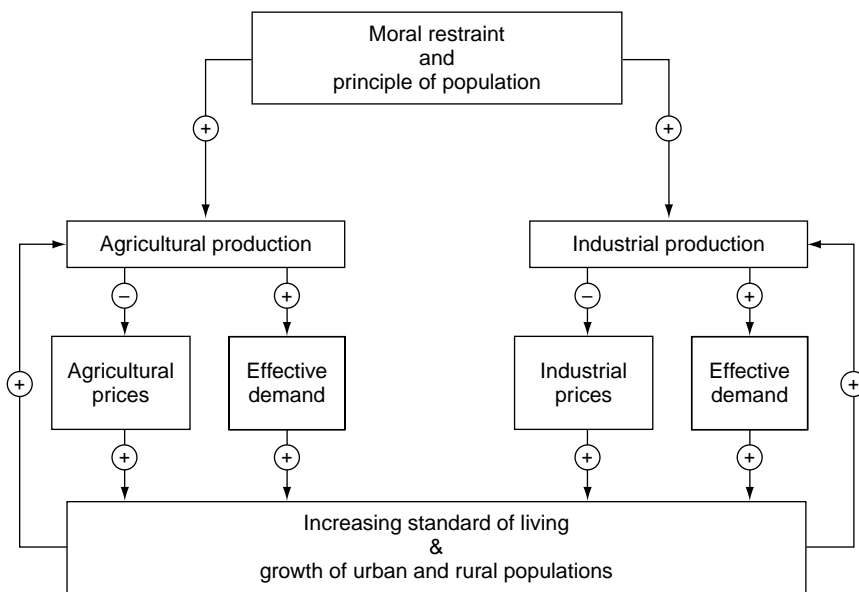 Moral restraint
and
principle of population
+
+
Agricultural production
Industrial production
−
+
−
+
+
Agricultural
prices
Effective
demand
Industrial
prices
Effective
demand
+
+
+
+
+
Increasing standard of living
&
growth of urban and rural populations